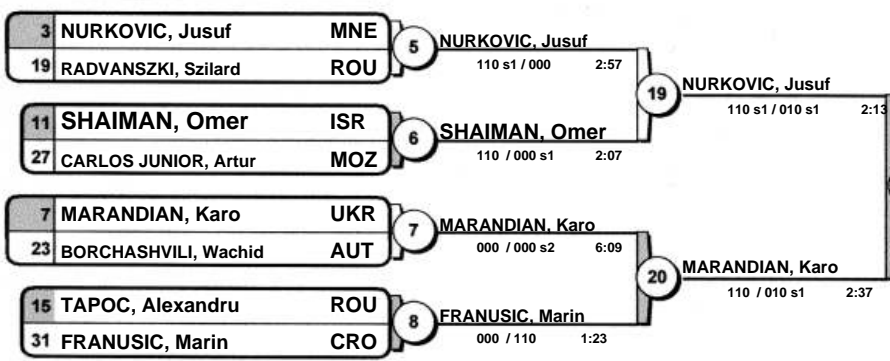 3 NURKOVIC, Jusuf MNE
19 RADVANSZKI, Szilard ROU
5
NURKOVIC, Jusuf
110 s1 / 000 2:57
11 SHAIMAN, Omer ISR
27 CARLOS JUNIOR, Artur MOZ
6
SHAIMAN, Omer
110 / 000 s1 2:07
19
NURKOVIC, Jusuf
110 s1 / 010 s1 2:13
7 MARANDIAN, Karo UKR
23 BORCHASHVILI, Wachid AUT
7
MARANDIAN, Karo
000 / 000 s2 6:09
15 TAPOC, Alexandru ROU
31 FRANUSIC, Marin CRO
8
FRANUSIC, Marin
000 / 110 1:23
20
MARANDIAN, Karo
110 / 010 s1 2:37